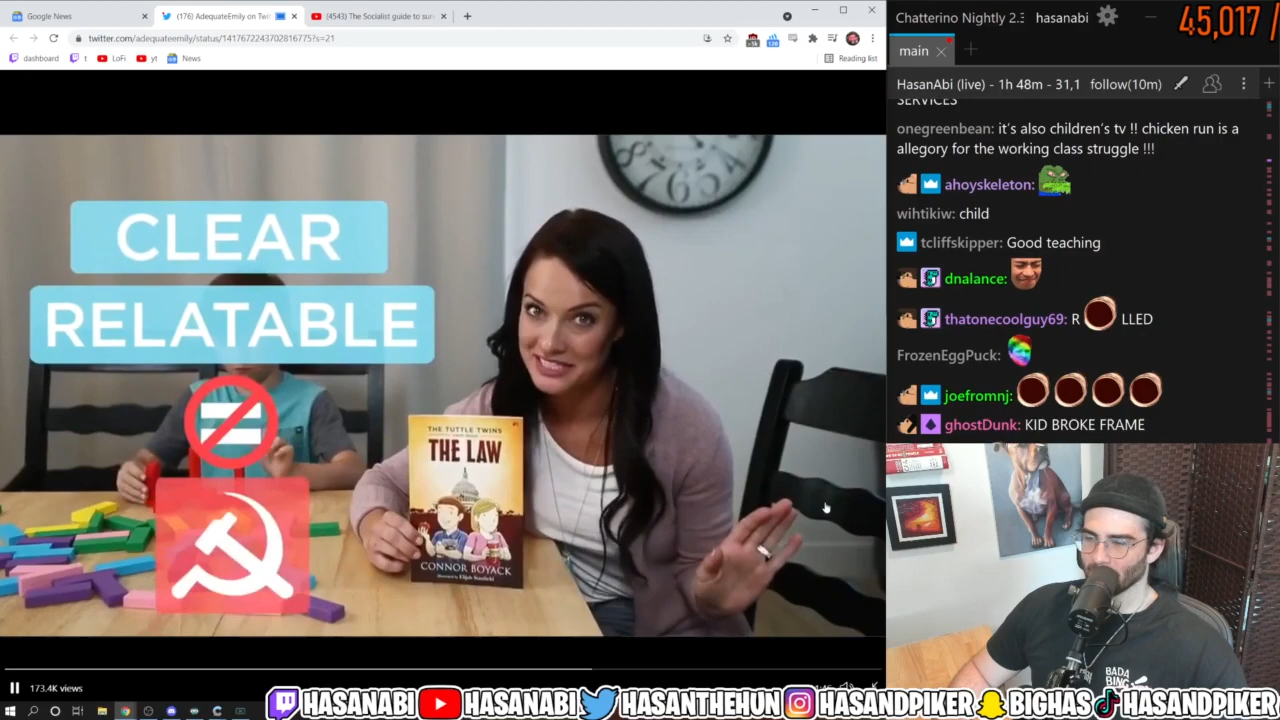 Google News
(176) AdequateEmily on Twit
(4543) The Socialist guide to sur
twitter.com/adequateemily/status/1417672243702816775?s=21
dashboard
t
LoFi
yt
News
Reading list
CLEAR
RELATABLE
THE TUTTLE TWINS
THE LAW
CONNOR BOYACK
173.4K views
Chatterino Nightly 2.3
hasanabi
45,017 /
main
HasanAbi (live) - 1h 48m - 31,1
follow(10m)
SERVICES
onegreenbean: it's also children's tv !! chicken run is a
allegory for the working class struggle !!!
ahoyskeleton:
wihtikiw: child
tcliffskipper: Good teaching
dnalance:
thatonecoolguy69: R LLED
FrozenEggPuck:
joefromnj:
ghostDunk: KID BROKE FRAME
BADA
BING
HASANABI
HASANABI
HASANTHEHUN
HASANDPIKER
BIGHAS
HASANDPIKER